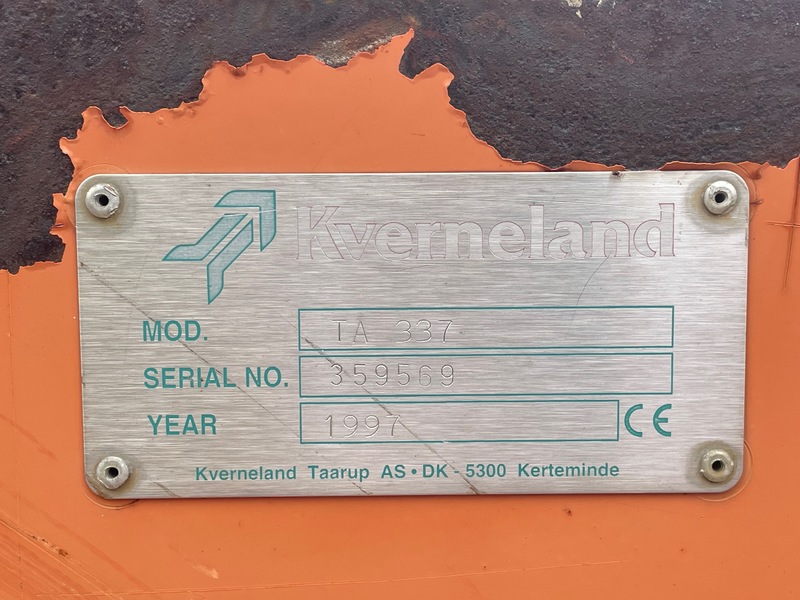 Kverneland
MOD. TA 337
SERIAL NO. 359569
YEAR 1997 CE
Kverneland Taarup AS • DK - 5300 Kerteminde